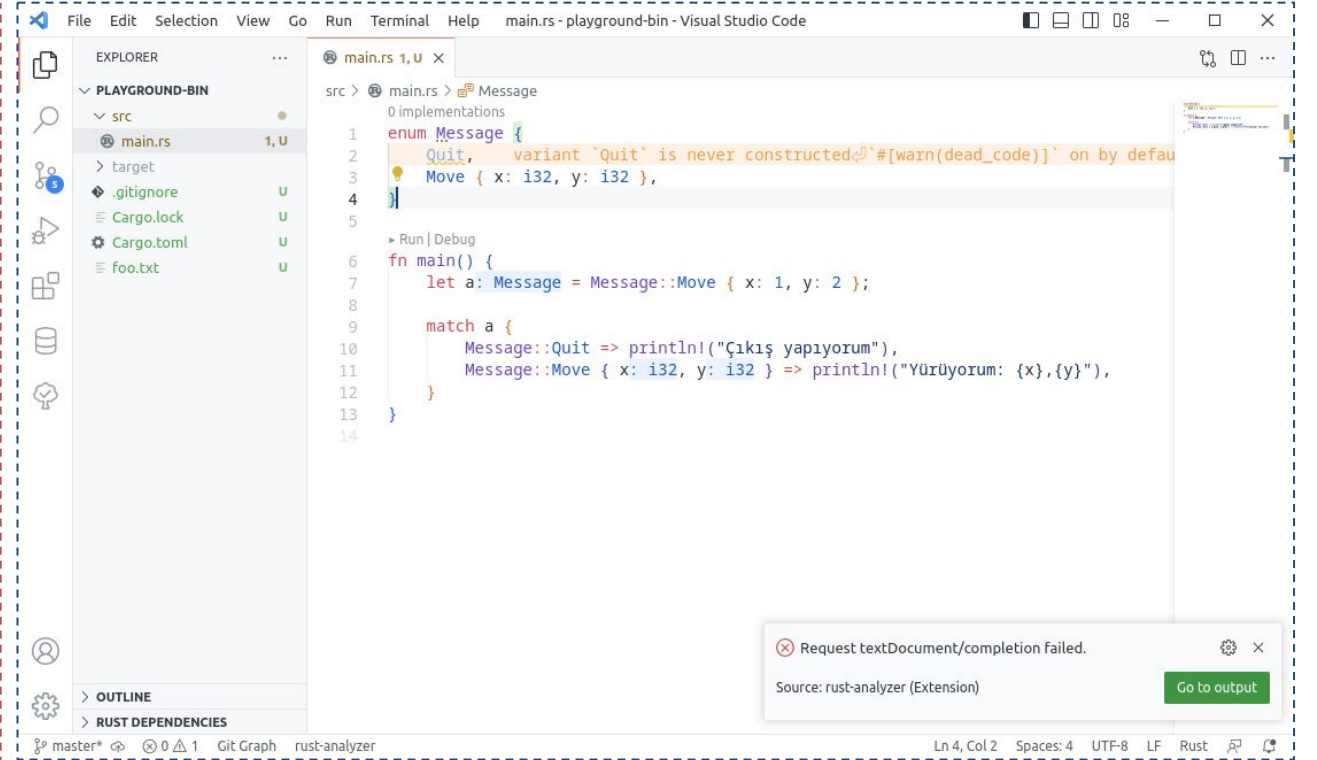 File Edit Selection View Go Run Terminal Help main.rs - playground-bin - Visual Studio Code
EXPLORER ···
main.rs 1, U
PLAYGROUND-BIN
src
main.rs 1, U
target
.gitignore U
Cargo.lock U
Cargo.toml U
foo.txt U
OUTLINE
RUST DEPENDENCIES
5
src > main.rs > Message
0 implementations
1 enum Message {
2 Quit, variant `Quit` is never constructed⏎`#[warn(dead_code)]` on by defau
3 Move { x: i32, y: i32 },
4 }
5
▸ Run | Debug
6 fn main() {
7 let a: Message = Message::Move { x: 1, y: 2 };
8
9 match a {
10 Message::Quit => println!("Çıkış yapıyorum"),
11 Message::Move { x: i32, y: i32 } => println!("Yürüyorum: {x},{y}"),
12 }
13 }
14
Request textDocument/completion failed.
Source: rust-analyzer (Extension)
Go to output
master* 0 1 Git Graph rust-analyzer Ln 4, Col 2 Spaces: 4 UTF-8 LF Rust